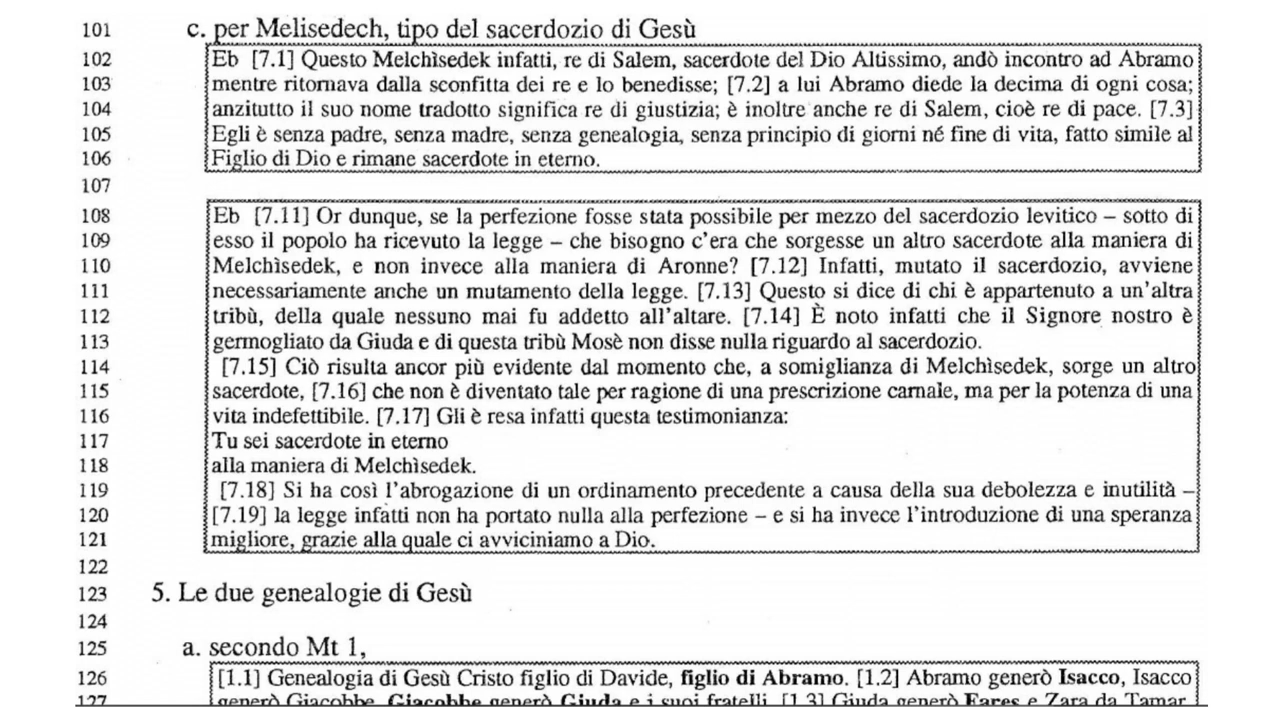 101 c. per Melisedech, tipo del sacerdozio di Gesù
102 Eb [7.1] Questo Melchìsedek infatti, re di Salem, sacerdote del Dio Altissimo, andò incontro ad Abramo
103 mentre ritornava dalla sconfitta dei re e lo benedisse; [7.2] a lui Abramo diede la decima di ogni cosa;
104 anzitutto il suo nome tradotto significa re di giustizia; è inoltre anche re di Salem, cioè re di pace. [7.3]
105 Egli è senza padre, senza madre, senza genealogia, senza principio di giorni né fine di vita, fatto simile al
106 Figlio di Dio e rimane sacerdote in eterno.
107
108 Eb [7.11] Or dunque, se la perfezione fosse stata possibile per mezzo del sacerdozio levitico – sotto di
109 esso il popolo ha ricevuto la legge – che bisogno c'era che sorgesse un altro sacerdote alla maniera di
110 Melchìsedek, e non invece alla maniera di Aronne? [7.12] Infatti, mutato il sacerdozio, avviene
111 necessariamente anche un mutamento della legge. [7.13] Questo si dice di chi è appartenuto a un'altra
112 tribù, della quale nessuno mai fu addetto all'altare. [7.14] È noto infatti che il Signore nostro è
113 germogliato da Giuda e di questa tribù Mosè non disse nulla riguardo al sacerdozio.
114 [7.15] Ciò risulta ancor più evidente dal momento che, a somiglianza di Melchìsedek, sorge un altro
115 sacerdote, [7.16] che non è diventato tale per ragione di una prescrizione carnale, ma per la potenza di una
116 vita indefettibile. [7.17] Gli è resa infatti questa testimonianza:
117 Tu sei sacerdote in eterno
118 alla maniera di Melchìsedek.
119 [7.18] Si ha così l'abrogazione di un ordinamento precedente a causa della sua debolezza e inutilità –
120 [7.19] la legge infatti non ha portato nulla alla perfezione – e si ha invece l'introduzione di una speranza
121 migliore, grazie alla quale ci avviciniamo a Dio.
122
123 5. Le due genealogie di Gesù
124
125 a. secondo Mt 1,
126 [1.1] Genealogia di Gesù Cristo figlio di Davide, figlio di Abramo. [1.2] Abramo generò Isacco, Isacco
127 generò Giacobbe, Giacobbe generò Giuda e i suoi fratelli, [1.3] Giuda generò Fares e Zara da Tamar,